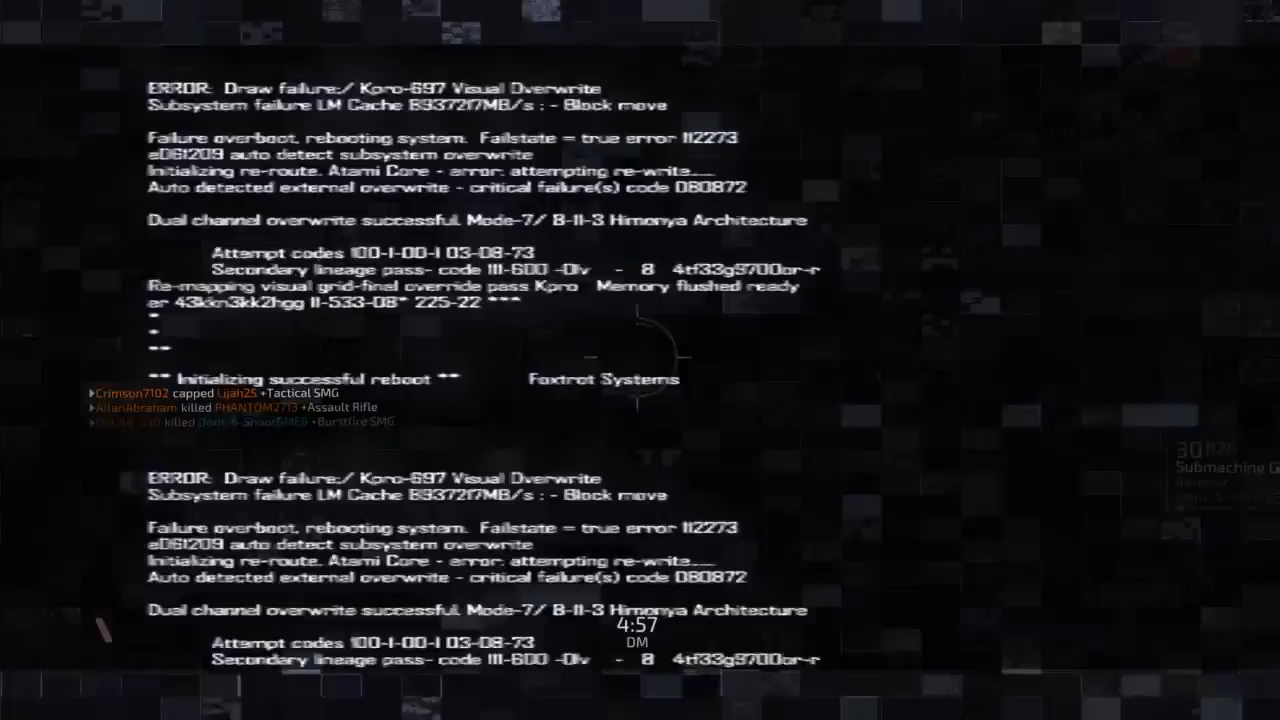 ERROR: Draw failure:/ Kpro-697 Visual Overwrite
Subsystem failure LM Cache B937217MB/s : - Block move
Failure overboot, rebooting system. Failstate = true error 112273
e061209 auto detect subsystem overwrite
Initializing re-route. Atami Core - error: attempting re-write......
Auto detected external overwrite - critical failure(s) code 080872
Dual channel overwrite successful. Mode-7/ B-11-3 Himonya Architecture
Attempt codes 100-1-00-1 03-08-73
Secondary lineage pass- code 111-600 -01v - 8 4tf33g9700or-r
Re-mapping visual grid-final override pass Kpro Memory flushed ready
er 43kkn3kk2hgg 11-533-08* 225-22 ***
*
*
**
** Initializing successful reboot ** Foxtrot Systems
Crimson7102 capped Lijah25 +Tactical SMG
AifanAbraham killed PHANTOMZ713 +Assault Rifle
killed +Burstfire SMG
30
Submachine G
ERROR: Draw failure:/ Kpro-697 Visual Overwrite
Subsystem failure LM Cache B937217MB/s : - Block move
Failure overboot, rebooting system. Failstate = true error 112273
e061209 auto detect subsystem overwrite
Initializing re-route. Atami Core - error: attempting re-write......
Auto detected external overwrite - critical failure(s) code 080872
Dual channel overwrite successful. Mode-7/ B-11-3 Himonya Architecture
4:57
DM
Attempt codes 100-1-00-1 03-08-73
Secondary lineage pass- code 111-600 -01v - 8 4tf33g9700or-r